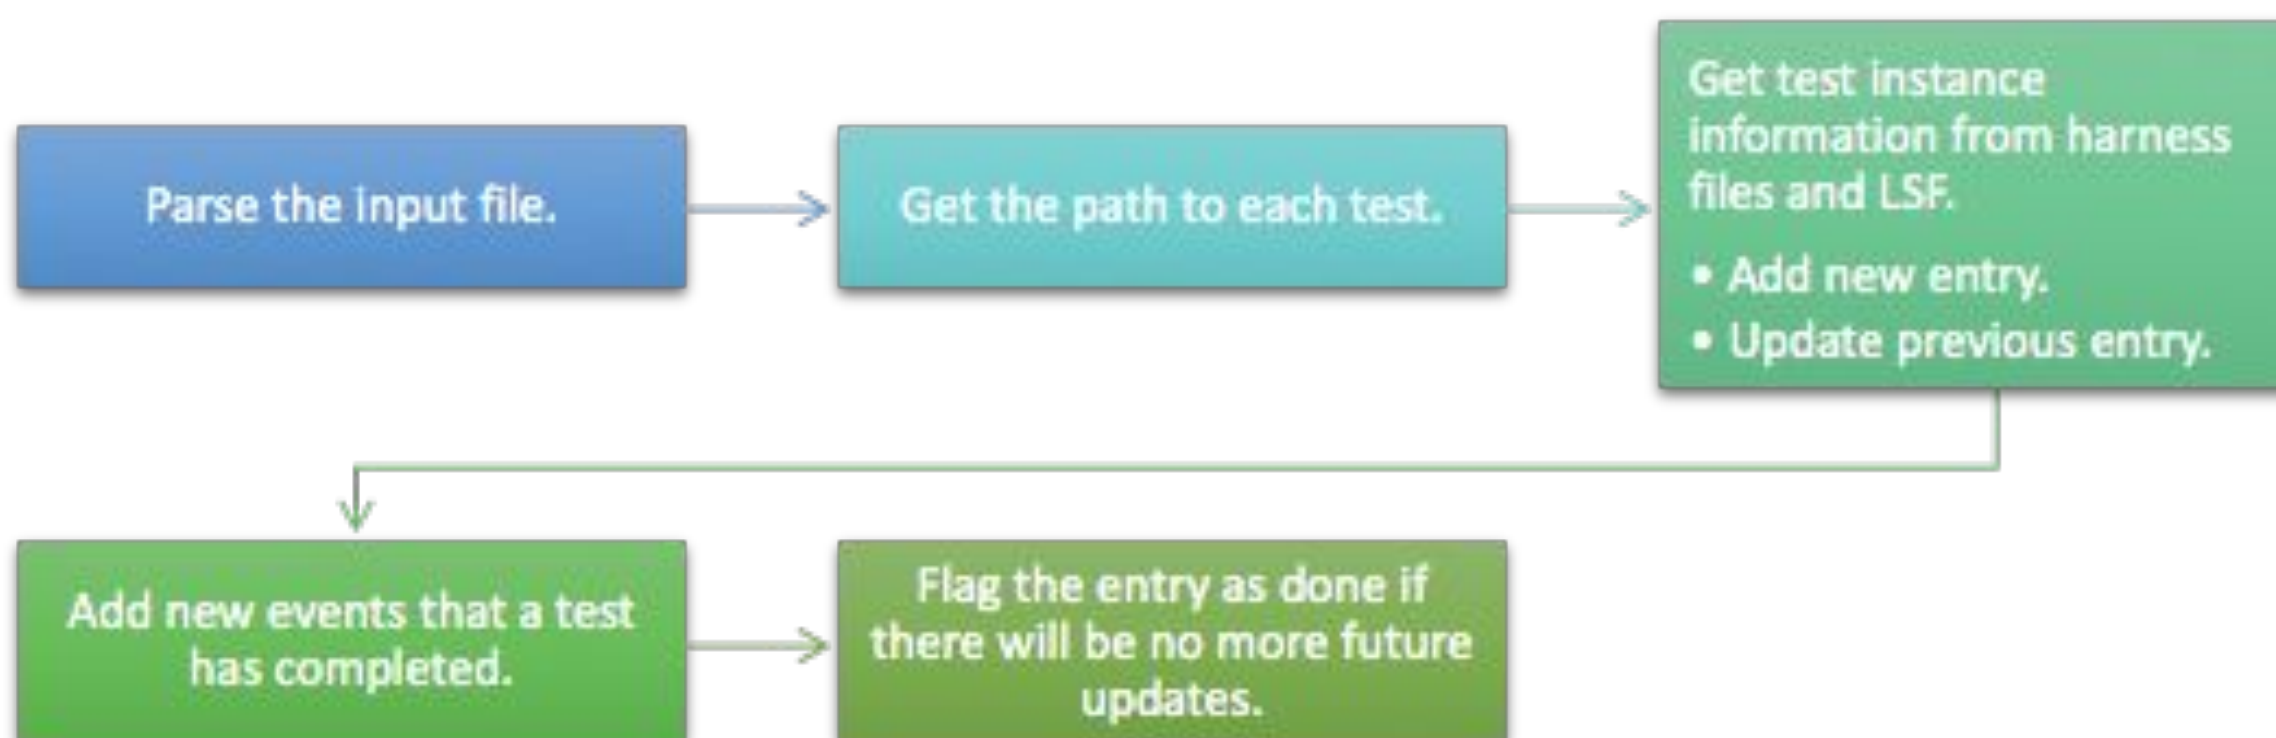 Parse the input file.
Get the path to each test.
Get test instance
information from harness
files and LSF.
• Add new entry.
• Update previous entry.
Add new events that a test
has completed.
Flag the entry as done if
there will be no more future
updates.